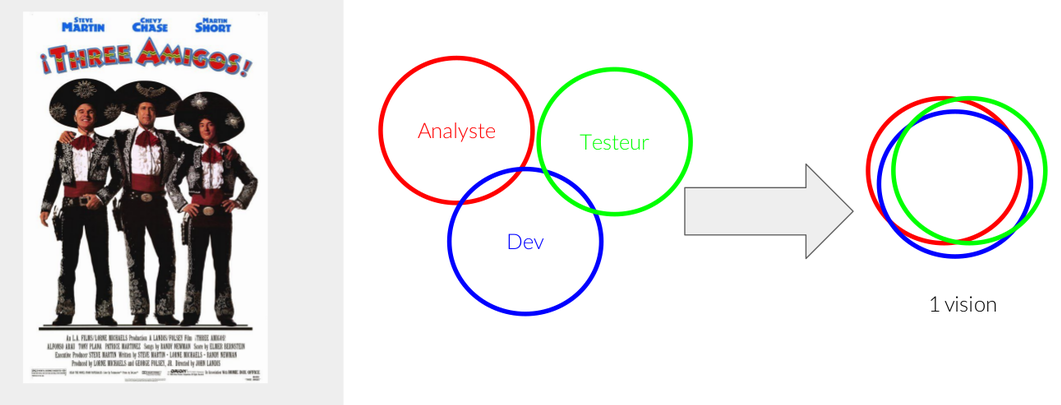 STEVE MARTIN CHEVY CHASE MARTIN SHORT
¡THREE AMIGOS!
An L.A. FILMS/LORNE MICHAELS Production A LANDIS/FOLSEY Film ¡THREE AMIGOS!
ALFONSO ARAU TONY PLANA PATRICE MARTINEZ Songs by RANDY NEWMAN Score by ELMER BERNSTEIN
Executive Producer STEVE MARTIN Written by STEVE MARTIN · LORNE MICHAELS · RANDY NEWMAN
Produced by LORNE MICHAELS and GEORGE FOLSEY, JR. Directed by JOHN LANDIS
Analyste
Testeur
Dev
1 vision